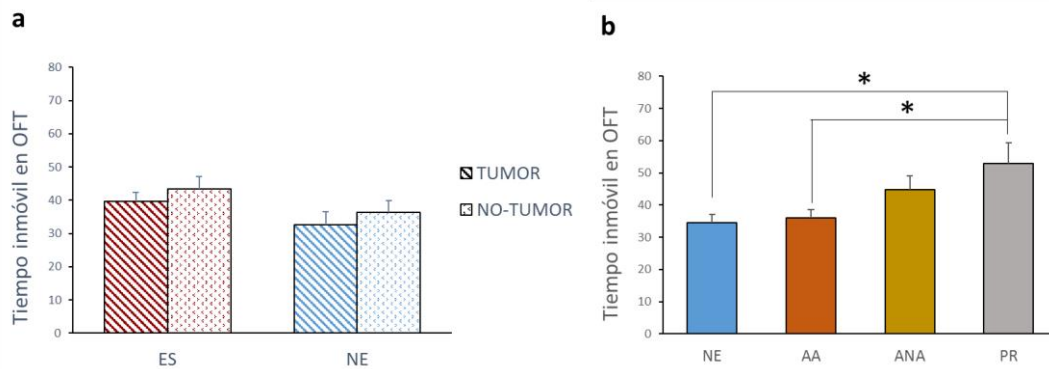 a
Tiempo inmóvil en OFT
80
70
60
50
40
30
20
10
0
ES
NE
TUMOR
NO-TUMOR
b
Tiempo inmóvil en OFT
80
70
60
50
40
30
20
10
0
*
*
NE
AA
ANA
PR